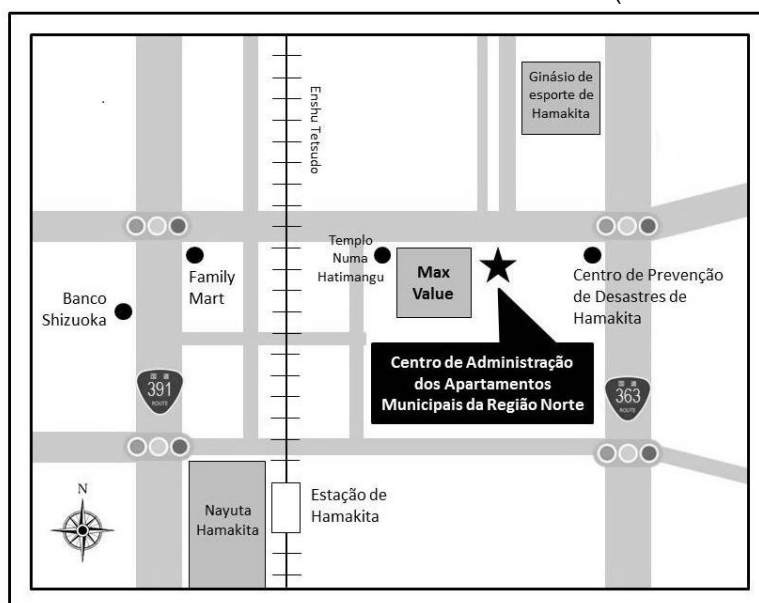 (
Ginásio de
esporte de
Hamakita
Enshu Tetsudo
Templo
Numa
Hatimangu
Family
Mart
Max
Value
Centro de Prevenção
de Desastres de
Hamakita
Banco
Shizuoka
Centro de Administração
dos Apartamentos
Municipais da Região Norte
391
ROUTE
363
ROUTE
N
Nayuta
Hamakita
Estação de
Hamakita